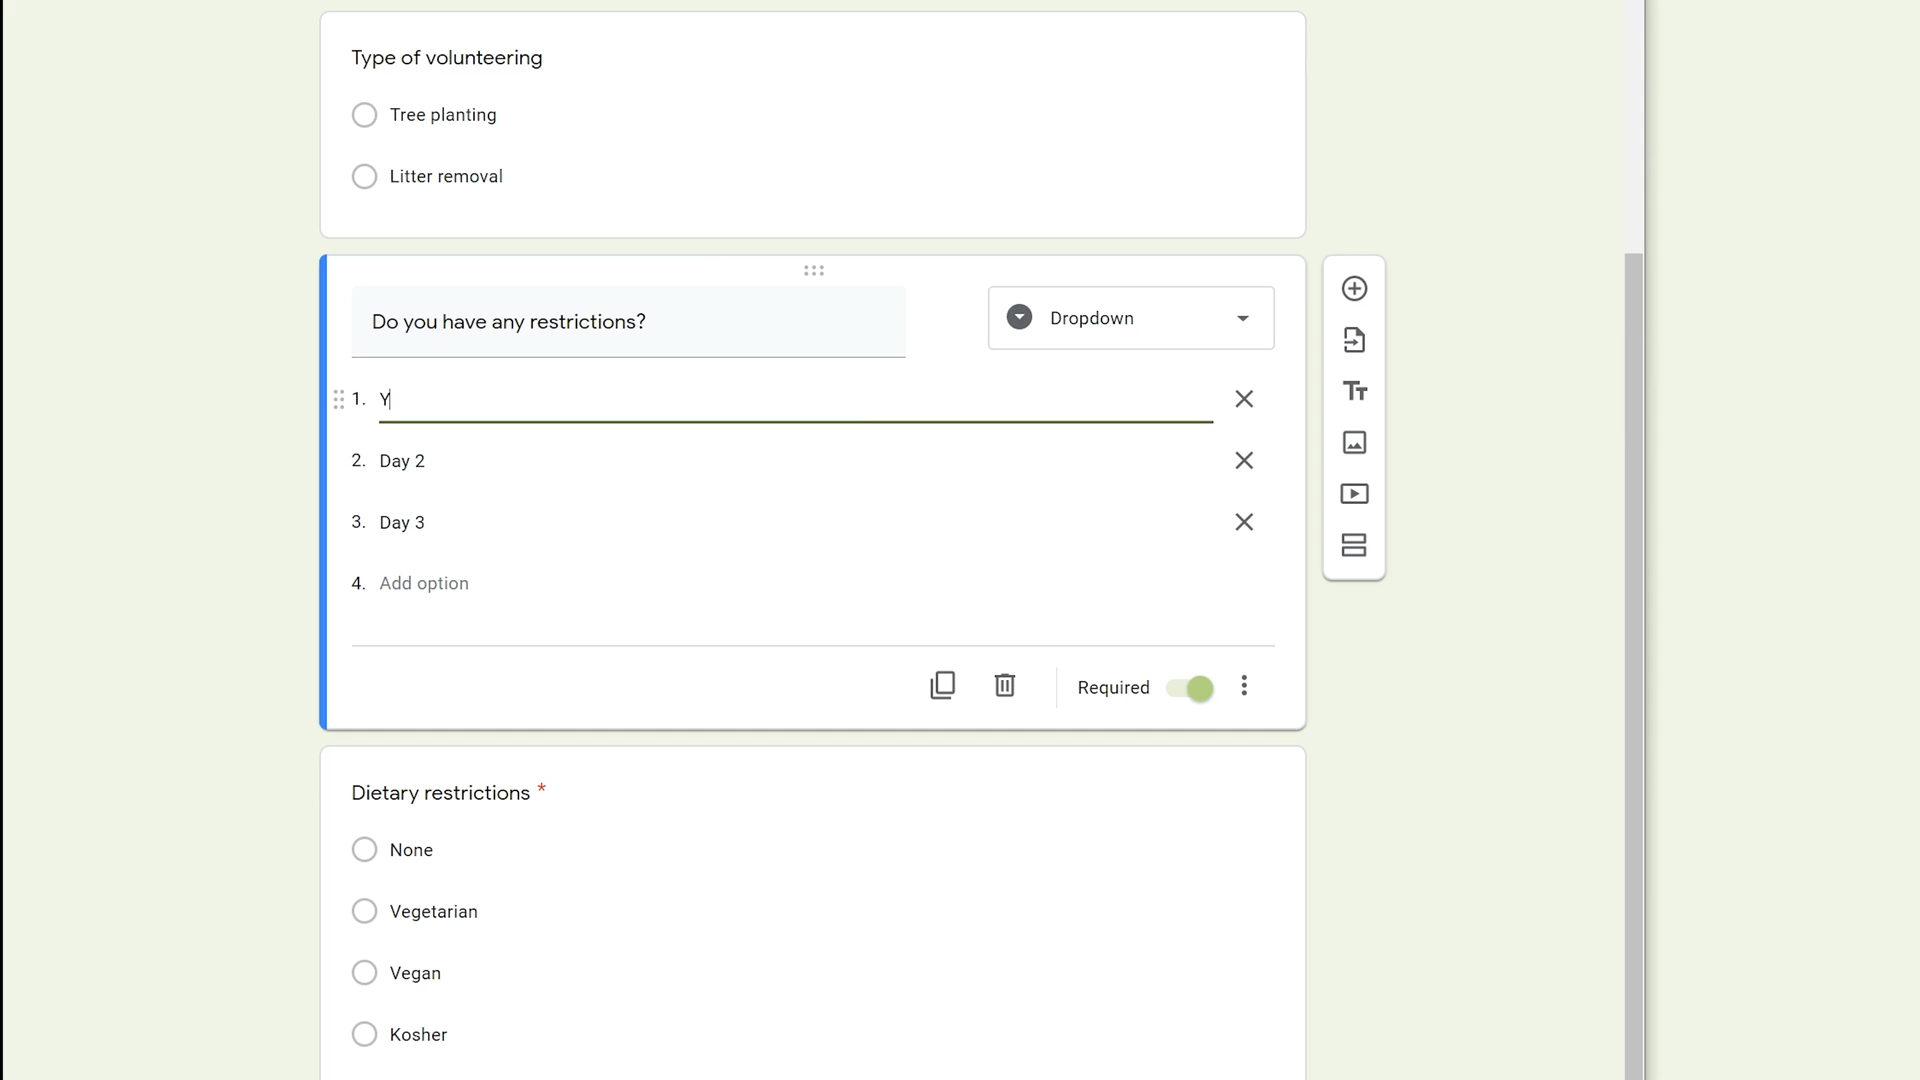 Type of volunteering
Tree planting
Litter removal
Do you have any restrictions?
Dropdown
1. Y
2. Day 2
3. Day 3
4. Add option
Required
Dietary restrictions *
None
Vegetarian
Vegan
Kosher